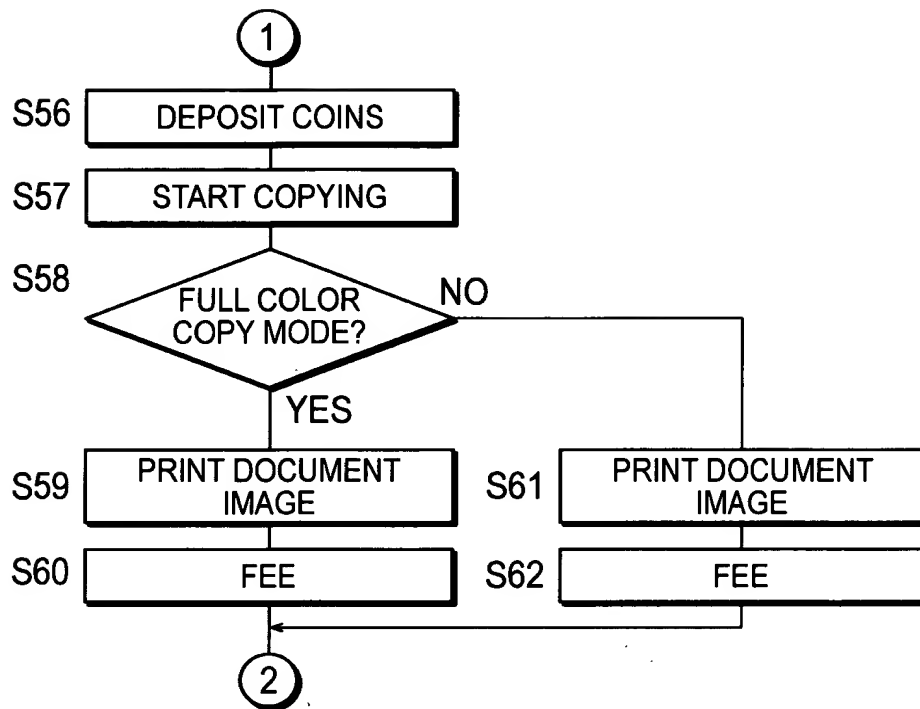 1
S56
DEPOSIT COINS
S57
START COPYING
S58
FULL COLOR
COPY MODE?
NO
YES
S59
PRINT DOCUMENT
IMAGE
S61
PRINT DOCUMENT
IMAGE
S60
FEE
S62
FEE
2